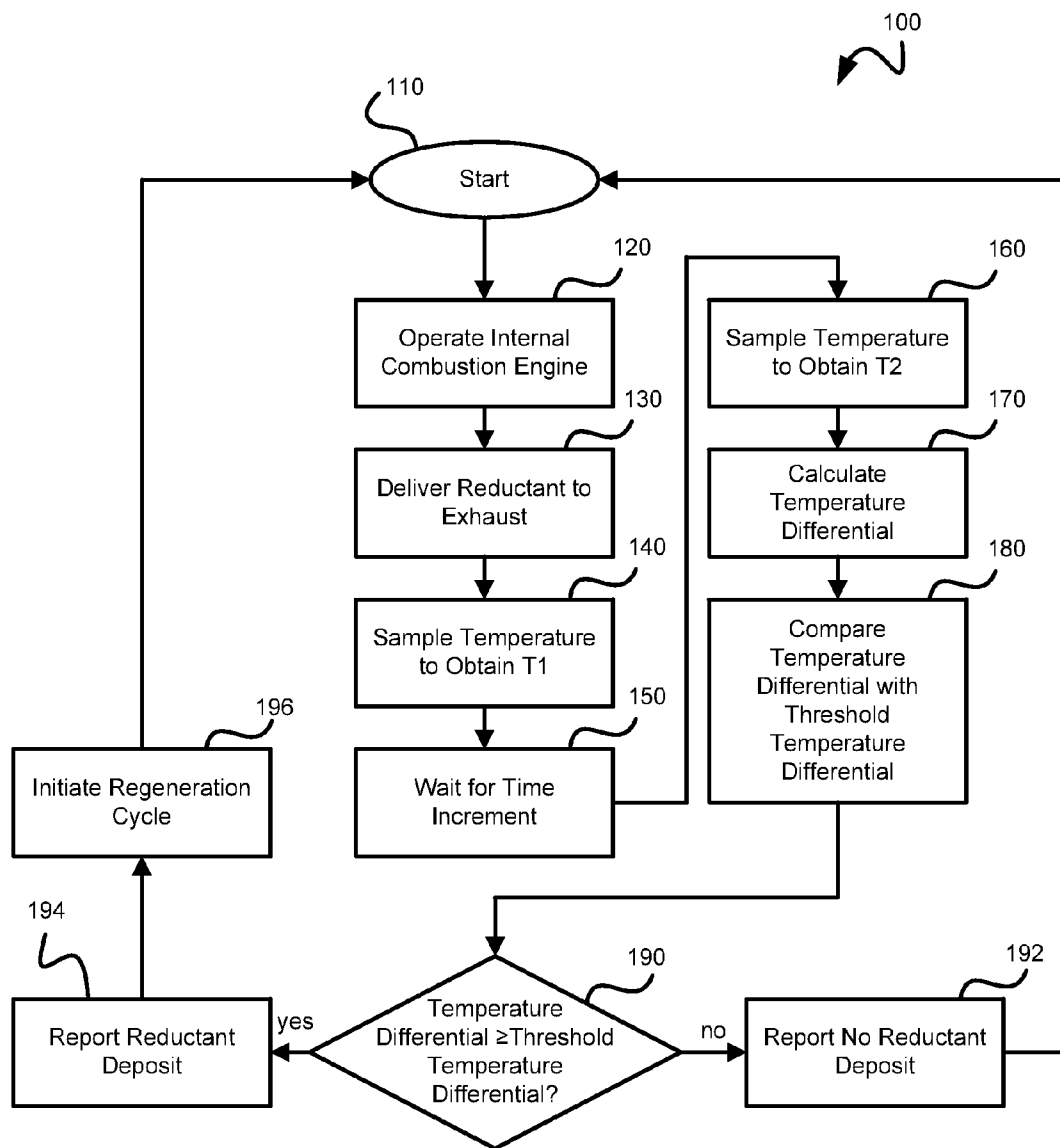 100
110
Start
120
Operate Internal
Combustion Engine
130
Deliver Reductant to
Exhaust
140
Sample Temperature
to Obtain T1
150
Wait for Time
Increment
160
Sample Temperature
to Obtain T2
170
Calculate
Temperature
Differential
180
Compare
Temperature
Differential with
Threshold
Temperature
Differential
190
Temperature
Differential ≥Threshold
Temperature
Differential?
no
192
Report No Reductant
Deposit
yes
194
Report Reductant
Deposit
196
Initiate Regeneration
Cycle